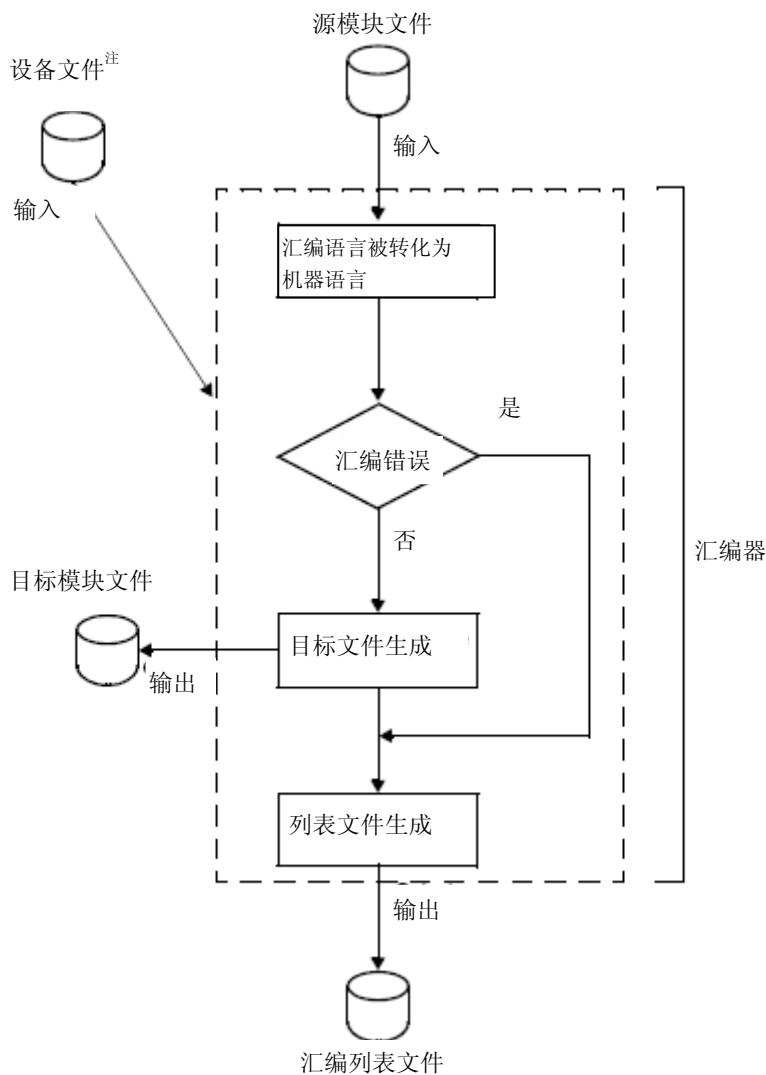 源模块文件
设备文件注
输入
输入
汇编语言被转化为
机器语言
是
汇编错误
否
汇编器
目标模块文件
目标文件生成
输出
列表文件生成
输出
汇编列表文件